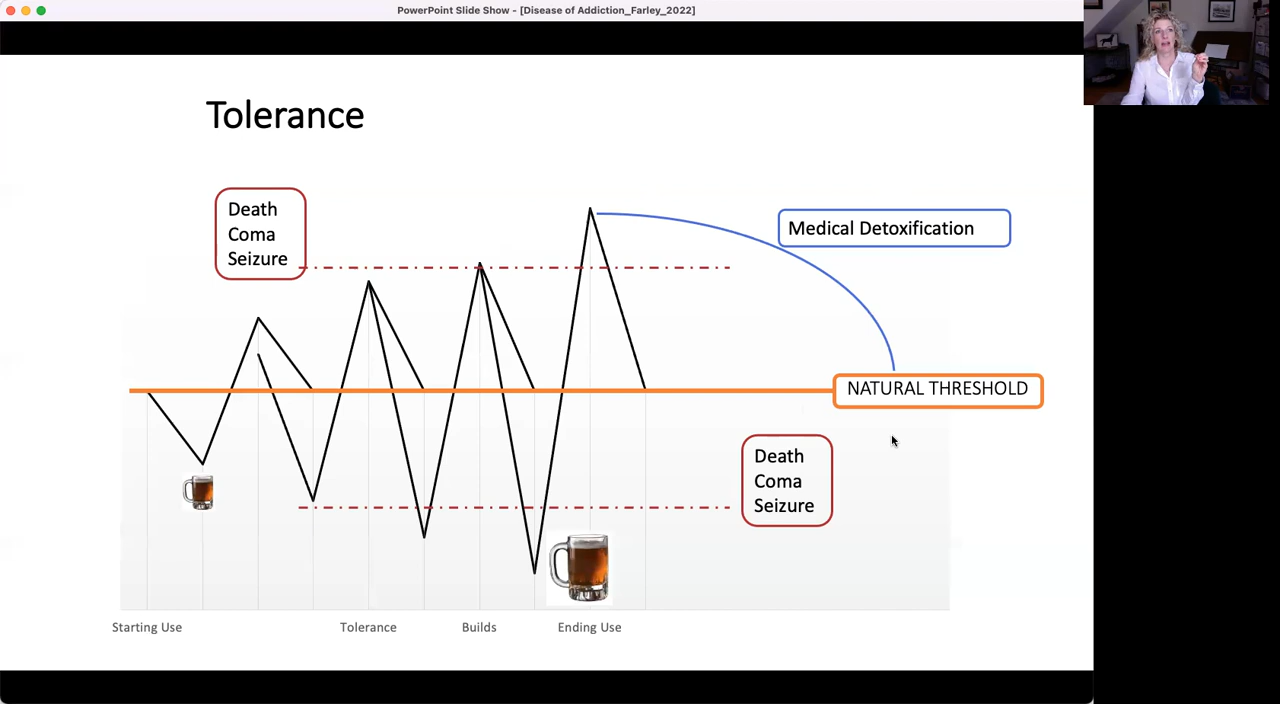 PowerPoint Slide Show - [Disease of Addiction_Farley_2022]
Tolerance
Death
Coma
Seizure
Medical Detoxification
NATURAL THRESHOLD
Death
Coma
Seizure
Starting Use
Tolerance
Builds
Ending Use